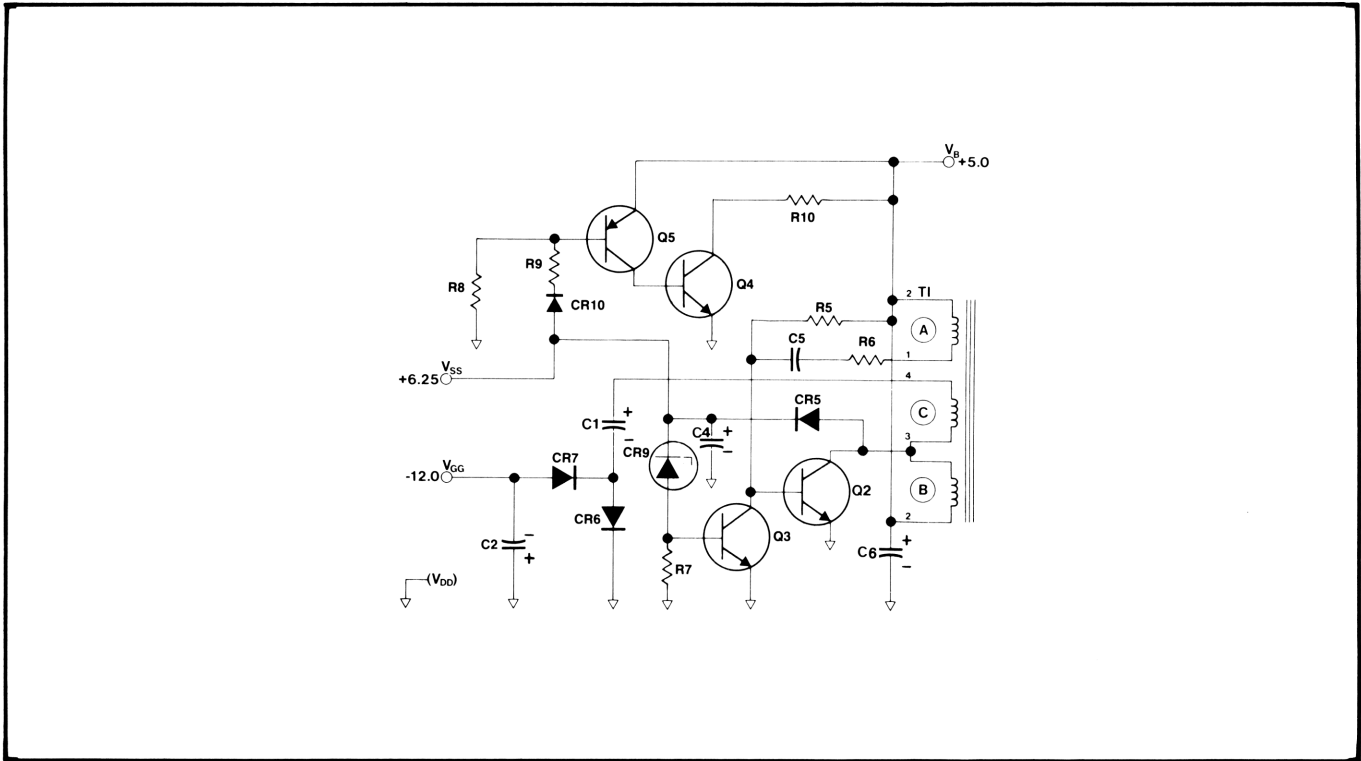 V_B
+5.0
R10
Q5
R9
Q4
R8
CR10
2 TI
R5
A
C5
R6
1
V_SS
+6.25
4
CR5
C1 +
−
C
C4 +
−
3
CR9
V_GG
-12.0
CR7
Q2
B
CR6
Q3
2
C2 −
+
C6 +
−
R7
(V_DD)